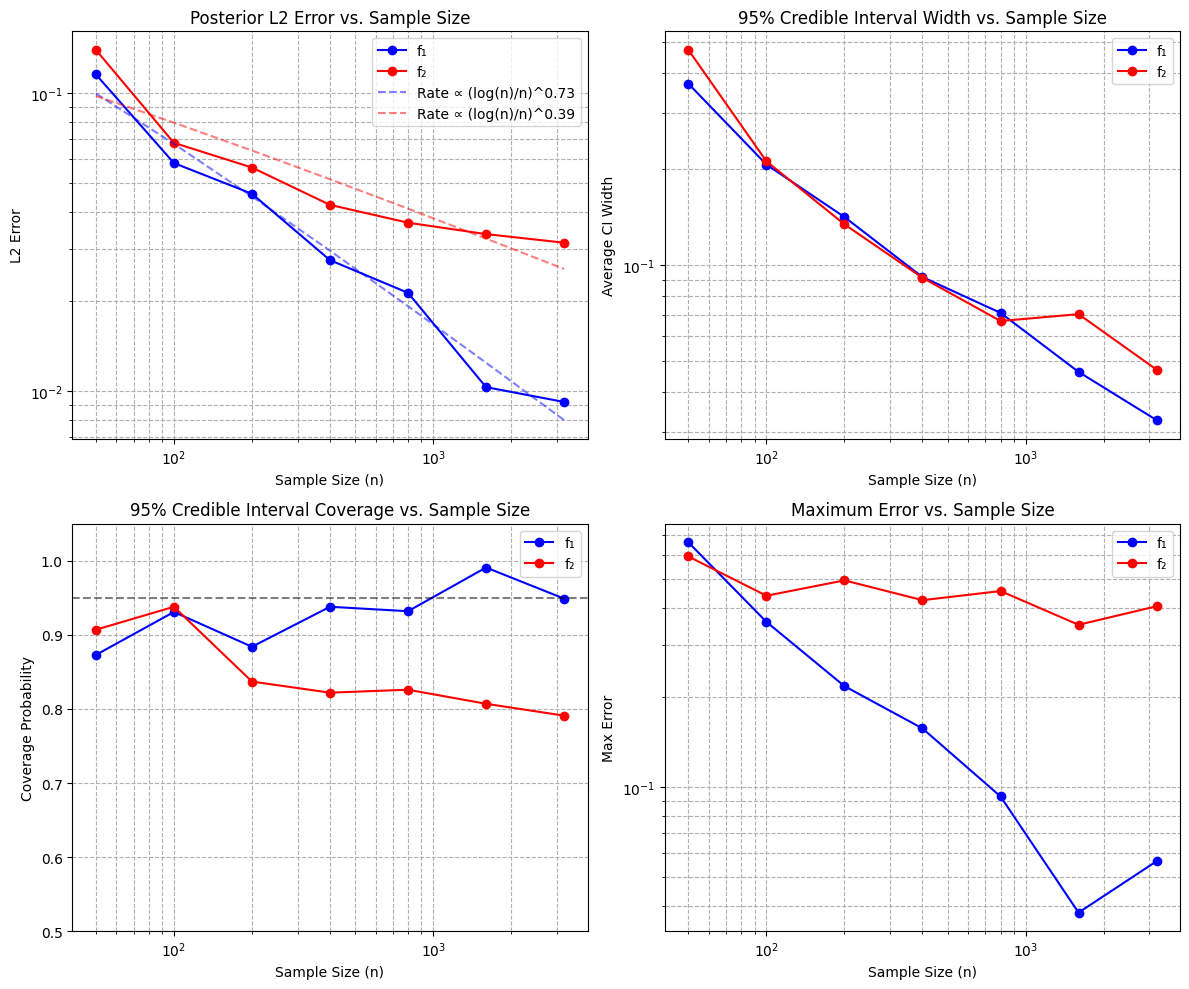 Posterior L2 Error vs. Sample Size
f₁
f₂
Rate ∝ (log(n)/n)^0.73
Rate ∝ (log(n)/n)^0.39
L2 Error
10⁻¹
10⁻²
10²
10³
Sample Size (n)
95% Credible Interval Width vs. Sample Size
f₁
f₂
Average CI Width
10⁻¹
10²
10³
Sample Size (n)
95% Credible Interval Coverage vs. Sample Size
f₁
f₂
Coverage Probability
1.0
0.9
0.8
0.7
0.6
0.5
10²
10³
Sample Size (n)
Maximum Error vs. Sample Size
f₁
f₂
Max Error
10⁻¹
10²
10³
Sample Size (n)